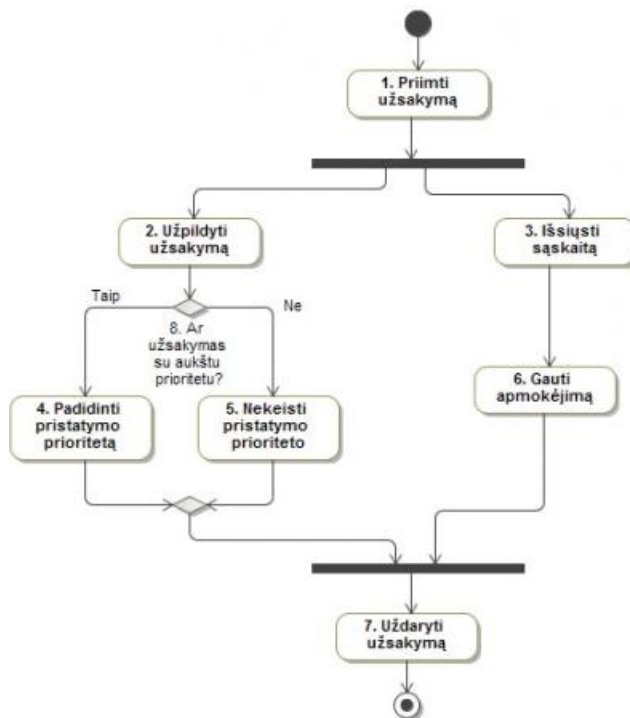 1. Priimti
užsakymą
2. Užpildyti
užsakymą
3. Išsiųsti
sąskaitą
Taip
Ne
8. Ar
užsakymas
su aukštu
prioritetu?
4. Padidinti
pristatymo
prioritetą
5. Nekeisti
pristatymo
prioriteto
6. Gauti
apmokėjimą
7. Uždaryti
užsakymą